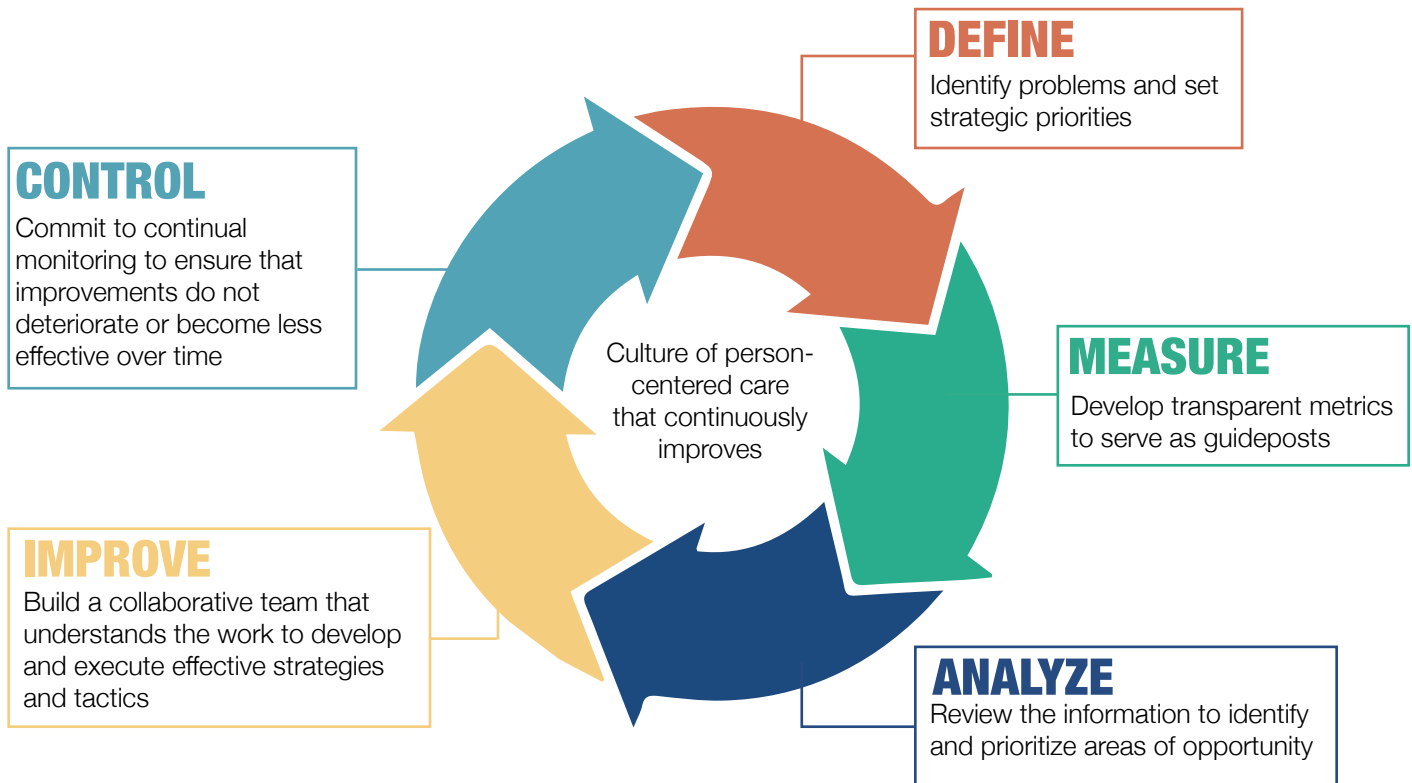 DEFINE
Identify problems and set
strategic priorities
MEASURE
Develop transparent metrics
to serve as guideposts
ANALYZE
Review the information to identify
and prioritize areas of opportunity
IMPROVE
Build a collaborative team that
understands the work to develop
and execute effective strategies
and tactics
CONTROL
Commit to continual
monitoring to ensure that
improvements do not
deteriorate or become less
effective over time
Culture of person-
centered care
that continuously
improves